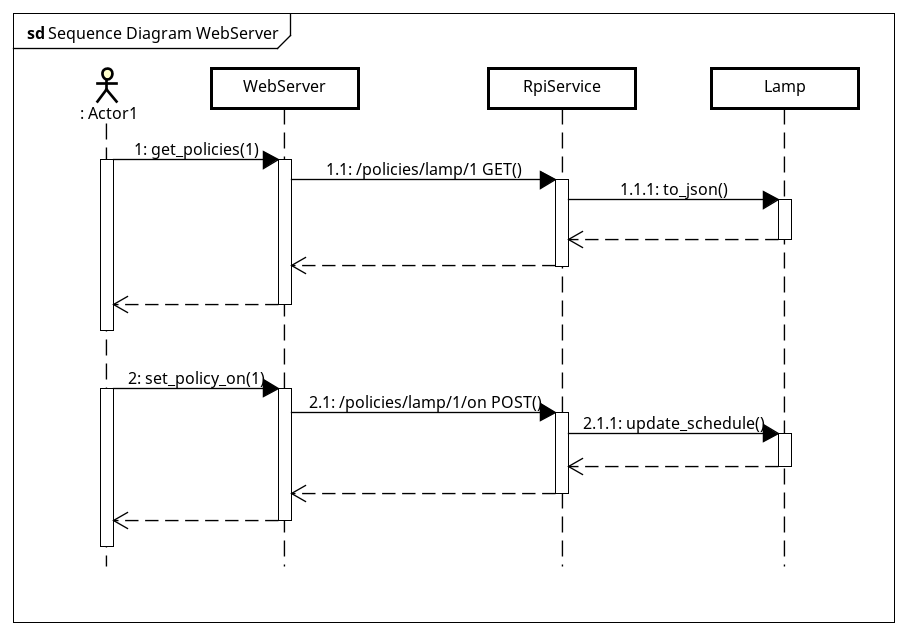 sd Sequence Diagram WebServer
: Actor1
WebServer
RpiService
Lamp
1: get_policies(1)
1.1: /policies/lamp/1 GET()
1.1.1: to_json()
2: set_policy_on(1)
2.1: /policies/lamp/1/on POST()
2.1.1: update_schedule()